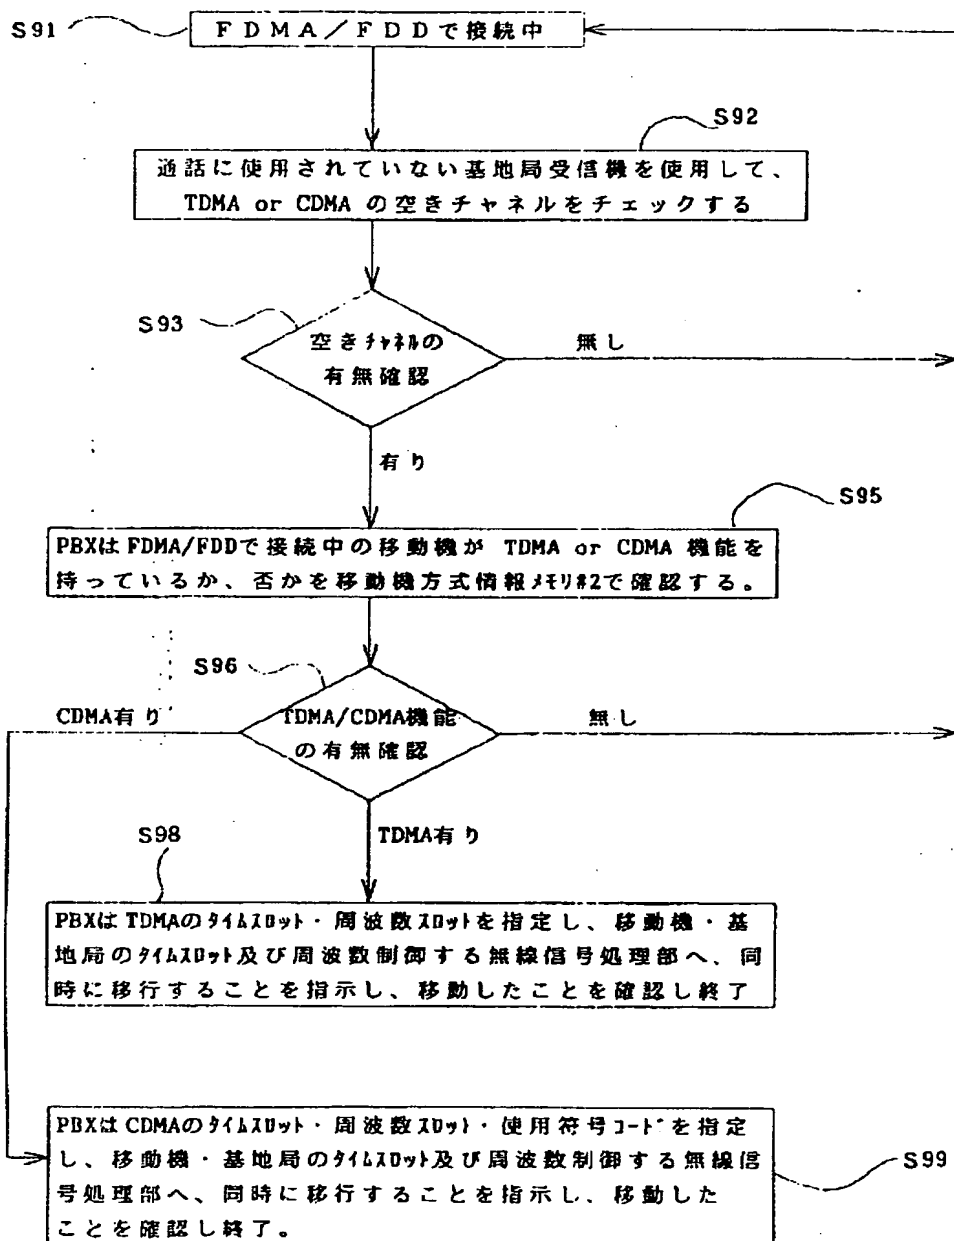 S91
FDMA/FDDで接続中
S92
通話に使用されていない基地局受信機を使用して、
TDMA or CDMA の空きチャネルをチェックする
S93
空きﾁｬﾈﾙの
有無確認
無し
有り
S95
PBXはFDMA/FDDで接続中の移動機が TDMA or CDMA 機能を
持っているか、否かを移動機方式情報ﾒﾓﾘ#2で確認する。
S96
CDMA有り
TDMA/CDMA機能
の有無確認
無し
TDMA有り
S98
PBXはTDMAのﾀｲﾑｽﾛｯﾄ・周波数ｽﾛｯﾄを指定し、移動機・基
地局のﾀｲﾑｽﾛｯﾄ及び周波数制御する無線信号処理部へ、同
時に移行することを指示し、移動したことを確認し終了
PBXはCDMAのﾀｲﾑｽﾛｯﾄ・周波数ｽﾛｯﾄ・使用符号ｺｰﾄﾞを指定
し、移動機・基地局のﾀｲﾑｽﾛｯﾄ及び周波数制御する無線信
号処理部へ、同時に移行することを指示し、移動した
ことを確認し終了。
S99